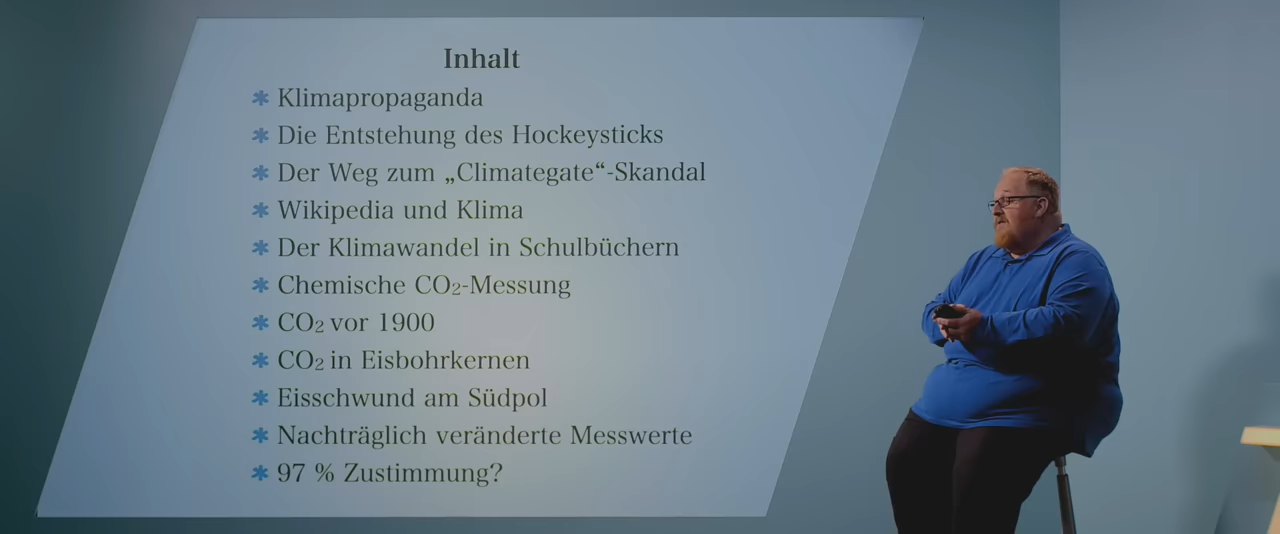 Inhalt
* Klimapropaganda
* Die Entstehung des Hockeysticks
* Der Weg zum „Climategate“-Skandal
* Wikipedia und Klima
* Der Klimawandel in Schulbüchern
* Chemische CO₂-Messung
* CO₂ vor 1900
* CO₂ in Eisbohrkernen
* Eisschwund am Südpol
* Nachträglich veränderte Messwerte
* 97 % Zustimmung?